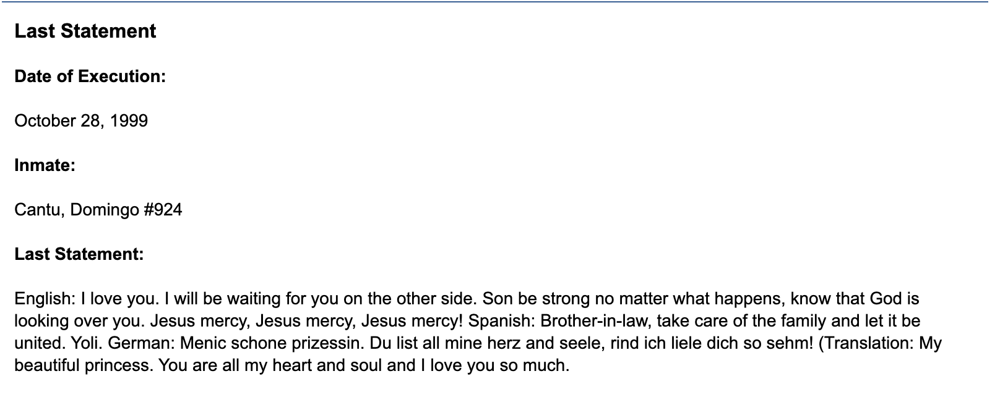 Last Statement
Date of Execution:
October 28, 1999
Inmate:
Cantu, Domingo #924
Last Statement:
English: I love you. I will be waiting for you on the other side. Son be strong no matter what happens, know that God is
looking over you. Jesus mercy, Jesus mercy, Jesus mercy! Spanish: Brother-in-law, take care of the family and let it be
united. Yoli. German: Menic schone prizessin. Du list all mine herz and seele, rind ich liele dich so sehm! (Translation: My
beautiful princess. You are all my heart and soul and I love you so much.